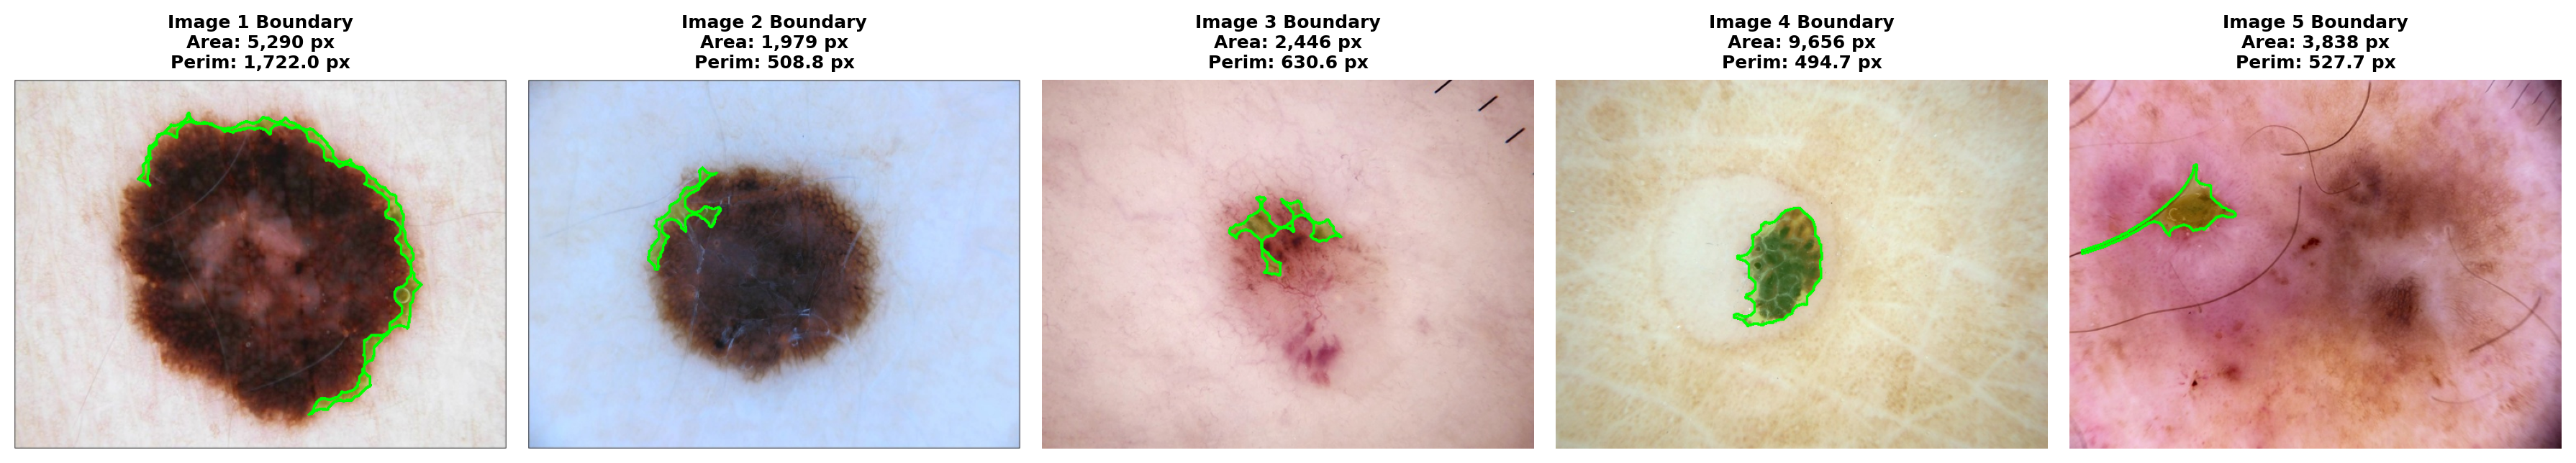 Image 1 Boundary
Area: 5,290 px
Perim: 1,722.0 px
Image 2 Boundary
Area: 1,979 px
Perim: 508.8 px
Image 3 Boundary
Area: 2,446 px
Perim: 630.6 px
Image 4 Boundary
Area: 9,656 px
Perim: 494.7 px
Image 5 Boundary
Area: 3,838 px
Perim: 527.7 px